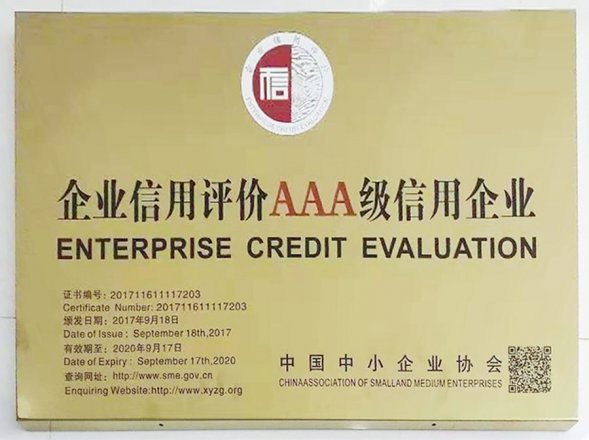 信
企业信用评价AAA级信用企业
ENTERPRISE CREDIT EVALUATION
证书编号: 201711611117203
Certificate Number: 201711611117203
颁发日期: 2017年9月18日
Date of Issue : September 18th,2017
有效期至: 2020年9月17日
Date of Expiry : September 17th,2020
查询网址: http://www.sme.gov.cn
Enquiring Website:http://www.xyzg.org
中国中小企业协会
CHINAASSOCIATION OF SMALLAND MEDIUM ENTERPRISES